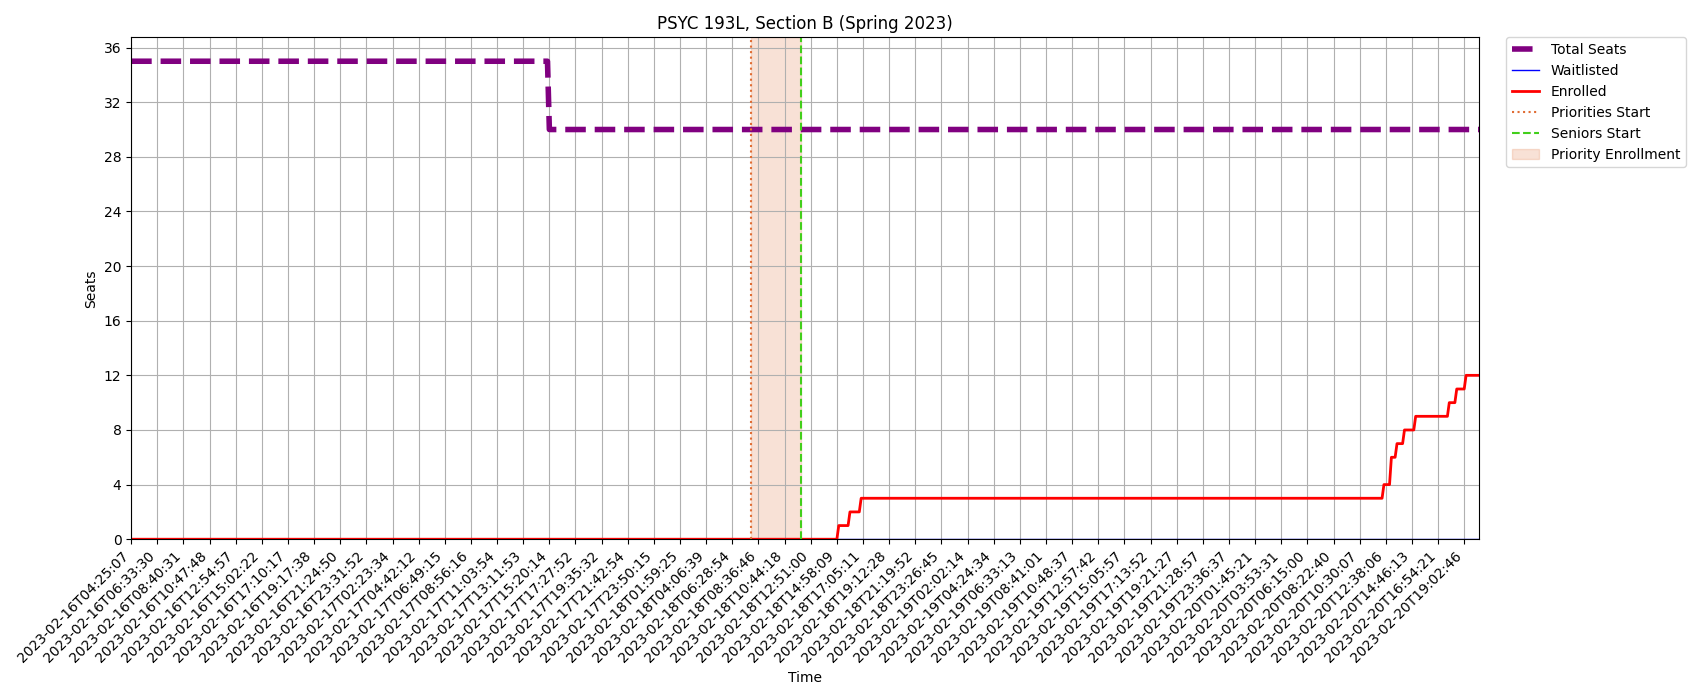 PSYC 193L, Section B (Spring 2023)
Total Seats
Waitlisted
Enrolled
Priorities Start
Seniors Start
Priority Enrollment
Seats
36
32
28
24
20
16
12
8
4
0
2023-02-16T04:25:07
2023-02-16T06:33:30
2023-02-16T08:40:31
2023-02-16T10:47:48
2023-02-16T12:54:57
2023-02-16T15:02:22
2023-02-16T17:10:17
2023-02-16T19:17:38
2023-02-16T21:24:50
2023-02-16T23:31:52
2023-02-17T02:23:34
2023-02-17T04:42:12
2023-02-17T06:49:15
2023-02-17T08:56:16
2023-02-17T11:03:54
2023-02-17T13:11:53
2023-02-17T15:20:14
2023-02-17T17:27:52
2023-02-17T19:35:32
2023-02-17T21:42:54
2023-02-17T23:50:15
2023-02-18T01:59:25
2023-02-18T04:06:39
2023-02-18T06:28:54
2023-02-18T08:36:46
2023-02-18T10:44:18
2023-02-18T12:51:00
2023-02-18T14:58:09
2023-02-18T17:05:11
2023-02-18T19:12:28
2023-02-18T21:19:52
2023-02-18T23:26:45
2023-02-19T02:02:14
2023-02-19T04:24:34
2023-02-19T06:33:13
2023-02-19T08:41:01
2023-02-19T10:48:37
2023-02-19T12:57:42
2023-02-19T15:05:57
2023-02-19T17:13:52
2023-02-19T19:21:27
2023-02-19T21:28:57
2023-02-19T23:36:37
2023-02-20T01:45:21
2023-02-20T03:53:31
2023-02-20T06:15:00
2023-02-20T08:22:40
2023-02-20T10:30:07
2023-02-20T12:38:06
2023-02-20T14:46:13
2023-02-20T16:54:21
2023-02-20T19:02:46
Time